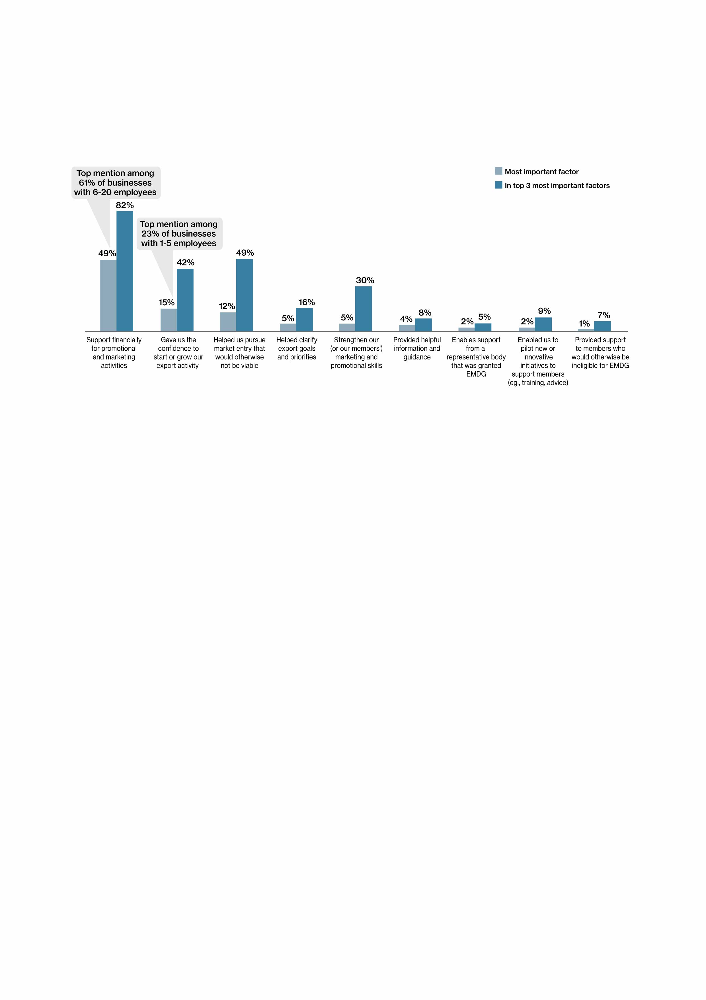 Top mention among
61% of businesses
with 6-20 employees
Most important factor
In top 3 most important factors
82%
Top mention among
23% of businesses
with 1-5 employees
49%
42%
15%
49%
12%
16%
5%
30%
5%
8%
4%
5%
2%
9%
2%
7%
1%
Support financially
for promotional
and marketing
activities
Gave us the
confidence to
start or grow our
export activity
Helped us pursue
market entry that
would otherwise
not be viable
Helped clarify
export goals
and priorities
Strengthen our
(or our members’)
marketing and
promotional skills
Provided helpful
information and
guidance
Enables support
from a
representative body
that was granted
EMDG
Enabled us to
pilot new or
innovative
initiatives to
support members
(eg., training, advice)
Provided support
to members who
would otherwise be
ineligible for EMDG